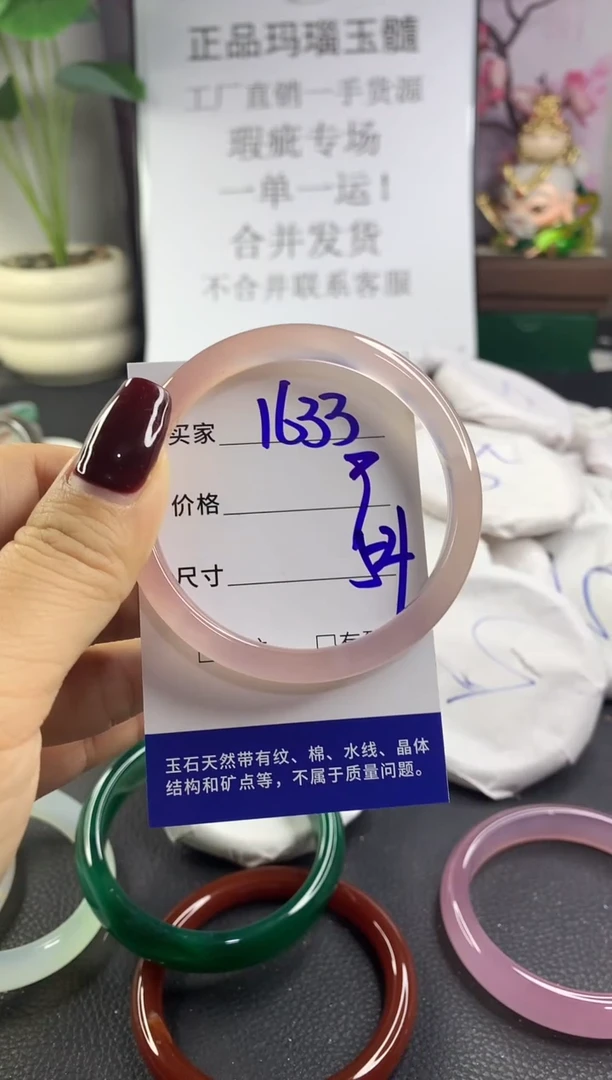 正品玛瑙玉髓
工厂直销一手货源
瑕疵专场
一单一运！
合并发货
不合并联系客服
买家 1633
价格
尺寸 54
玉石天然带有纹、棉、水线、晶体
结构和矿点等，不属于质量问题。